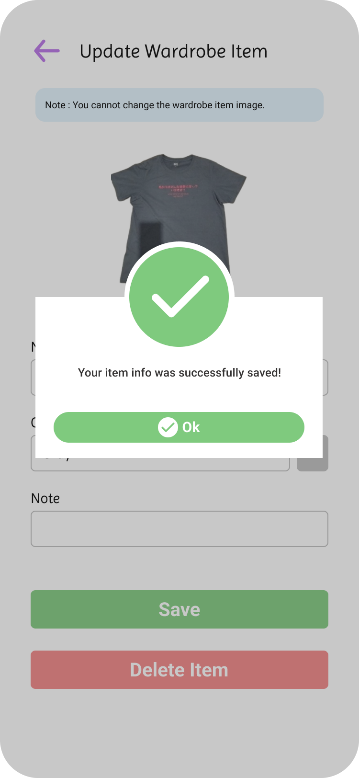 Update Wardrobe Item
Note : You cannot change the wardrobe item image.
Your item info was successfully saved!
Ok
Note
Save
Delete Item